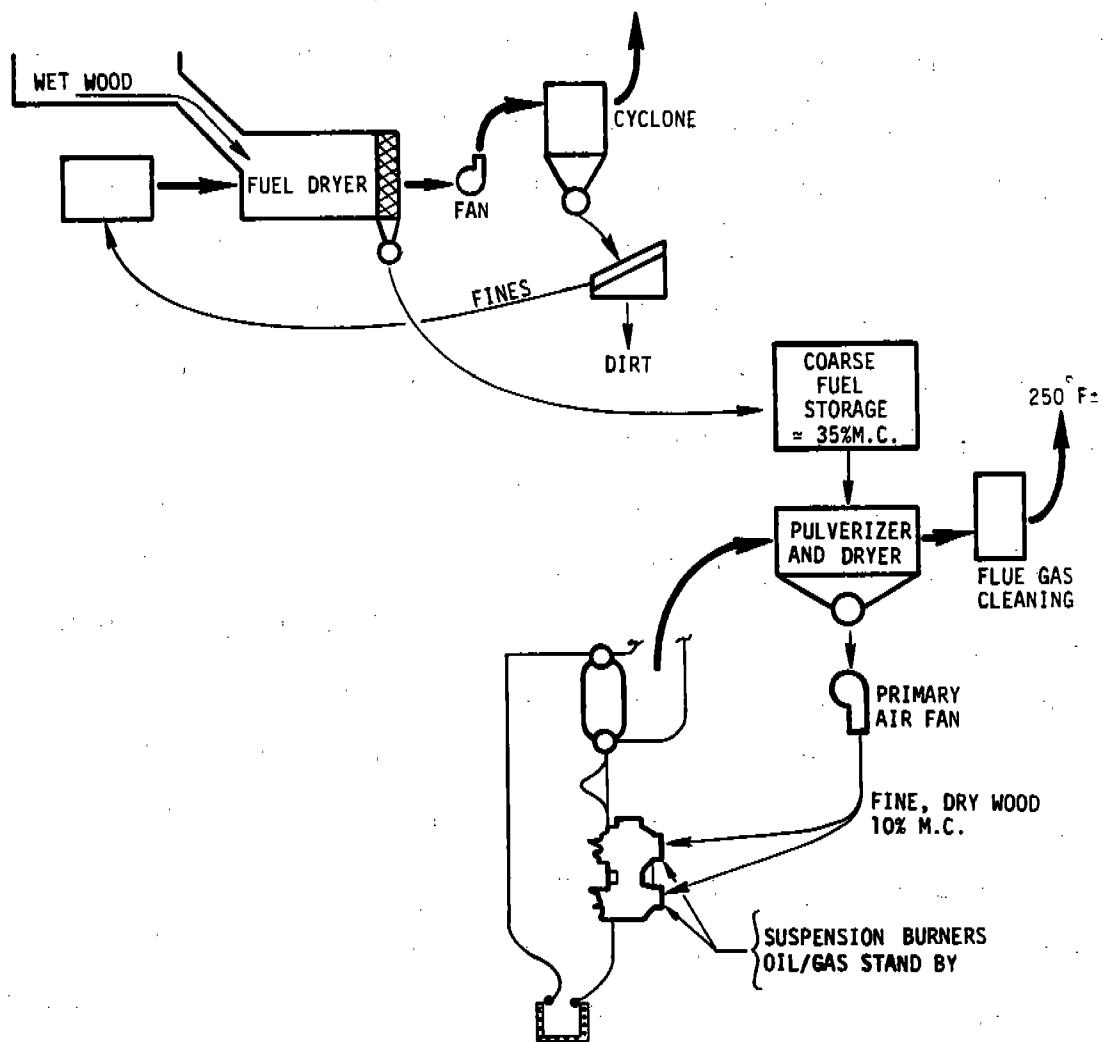 WET WOOD
CYCLONE
FUEL DRYER
FAN
FINES
DIRT
COARSE
FUEL
STORAGE
≃ 35%M.C.
250°F±
PULVERIZER
AND DRYER
FLUE GAS
CLEANING
PRIMARY
AIR FAN
FINE, DRY WOOD
10% M.C.
SUSPENSION BURNERS
OIL/GAS STAND BY